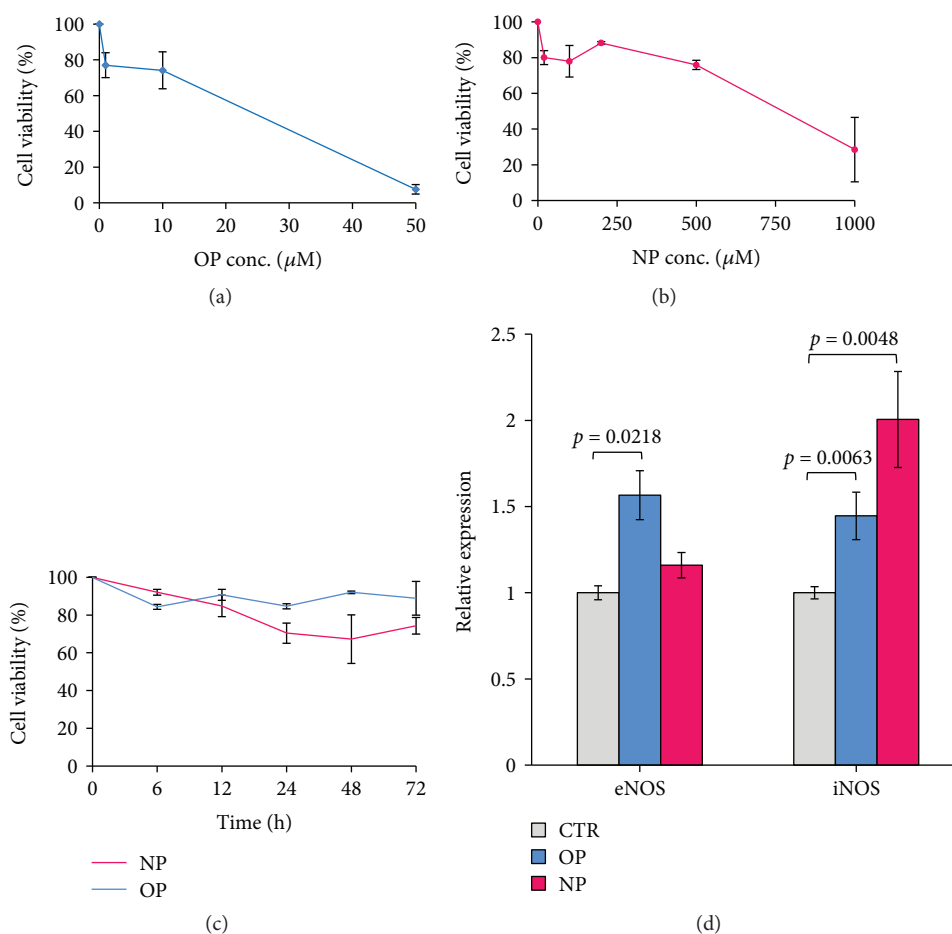 100
80
60
40
20
0
Cell viability (%)
0 10 20 30 40 50
OP conc. (μM)
(a)
100
80
60
40
20
0
Cell viability (%)
0 250 500 750 1000
NP conc. (μM)
(b)
100
80
60
40
20
0
Cell viability (%)
0 6 12 24 48 72
Time (h)
NP
OP
(c)
2.5
2
1.5
1
0.5
0
Relative expression
p = 0.0048
p = 0.0218
p = 0.0063
eNOS iNOS
CTR
OP
NP
(d)